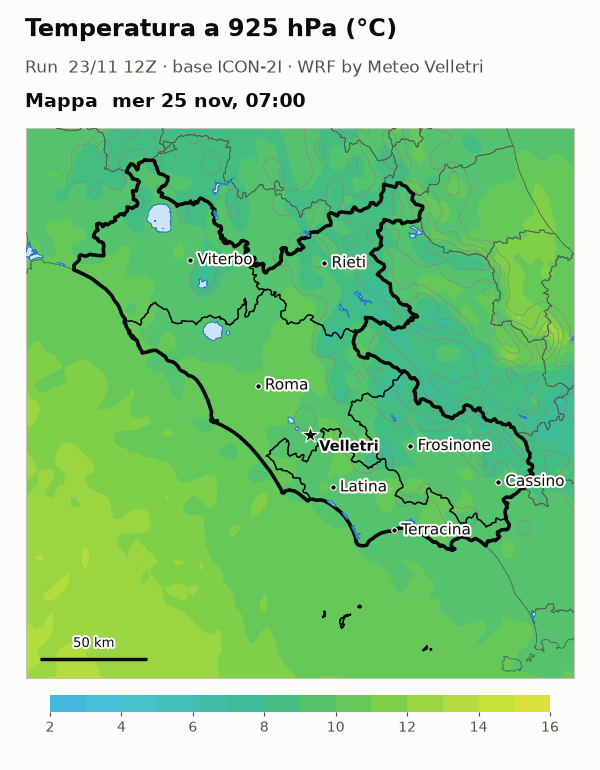 Temperatura a 925 hPa (°C)
Run  23/11 12Z · base ICON-2I · WRF by Meteo Velletri
Mappa  mer 25 nov, 07:00
Viterbo
Rieti
Roma
Velletri
Frosinone
Latina
Cassino
Terracina
50 km
2 4 6 8 10 12 14 16